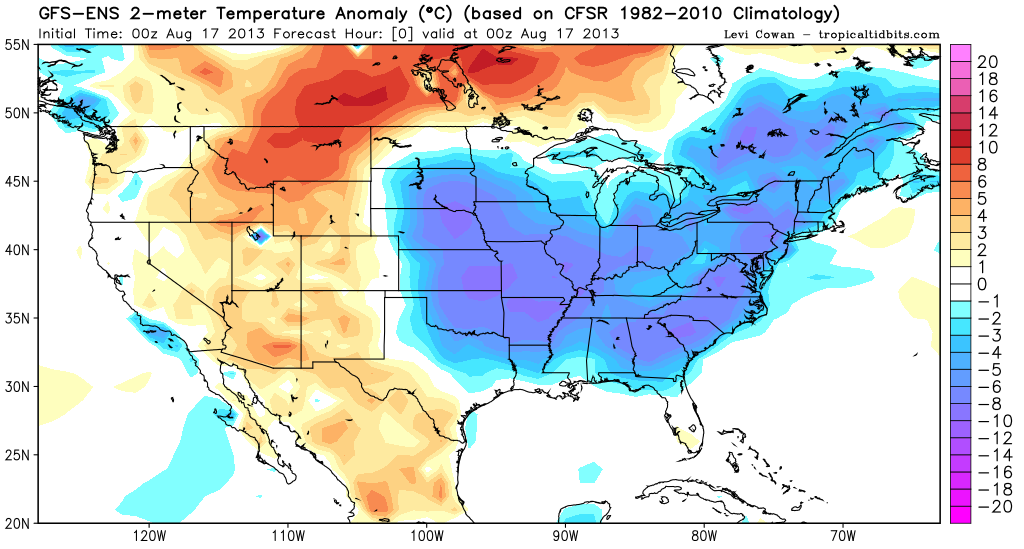 GFS-ENS 2-meter Temperature Anomaly (°C) (based on CFSR 1982-2010 Climatology)
Initial Time: 00z Aug 17 2013 Forecast Hour: [0] valid at 00z Aug 17 2013
Levi Cowan - tropicaltidbits.com
55N
50N
45N
40N
35N
30N
25N
20N
120W
110W
100W
90W
80W
70W
20
18
16
14
12
10
8
6
5
4
3
2
1
0
-1
-2
-3
-4
-5
-6
-8
-10
-12
-14
-16
-18
-20